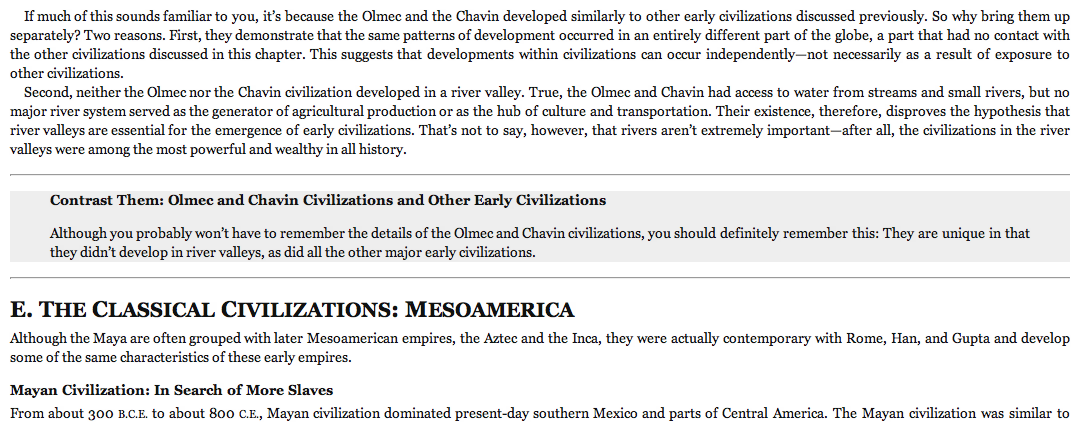 If much of this sounds familiar to you, it’s because the Olmec and the Chavin developed similarly to other early civilizations discussed previously. So why bring them up
separately? Two reasons. First, they demonstrate that the same patterns of development occurred in an entirely different part of the globe, a part that had no contact with
the other civilizations discussed in this chapter. This suggests that developments within civilizations can occur independently—not necessarily as a result of exposure to
other civilizations.
Second, neither the Olmec nor the Chavin civilization developed in a river valley. True, the Olmec and Chavin had access to water from streams and small rivers, but no
major river system served as the generator of agricultural production or as the hub of culture and transportation. Their existence, therefore, disproves the hypothesis that
river valleys are essential for the emergence of early civilizations. That’s not to say, however, that rivers aren’t extremely important—after all, the civilizations in the river
valleys were among the most powerful and wealthy in all history.
Contrast Them: Olmec and Chavin Civilizations and Other Early Civilizations
Although you probably won’t have to remember the details of the Olmec and Chavin civilizations, you should definitely remember this: They are unique in that
they didn’t develop in river valleys, as did all the other major early civilizations.
E. THE CLASSICAL CIVILIZATIONS: MESOAMERICA
Although the Maya are often grouped with later Mesoamerican empires, the Aztec and the Inca, they were actually contemporary with Rome, Han, and Gupta and develop
some of the same characteristics of these early empires.
Mayan Civilization: In Search of More Slaves
From about 300 B.C.E. to about 800 C.E., Mayan civilization dominated present-day southern Mexico and parts of Central America. The Mayan civilization was similar to